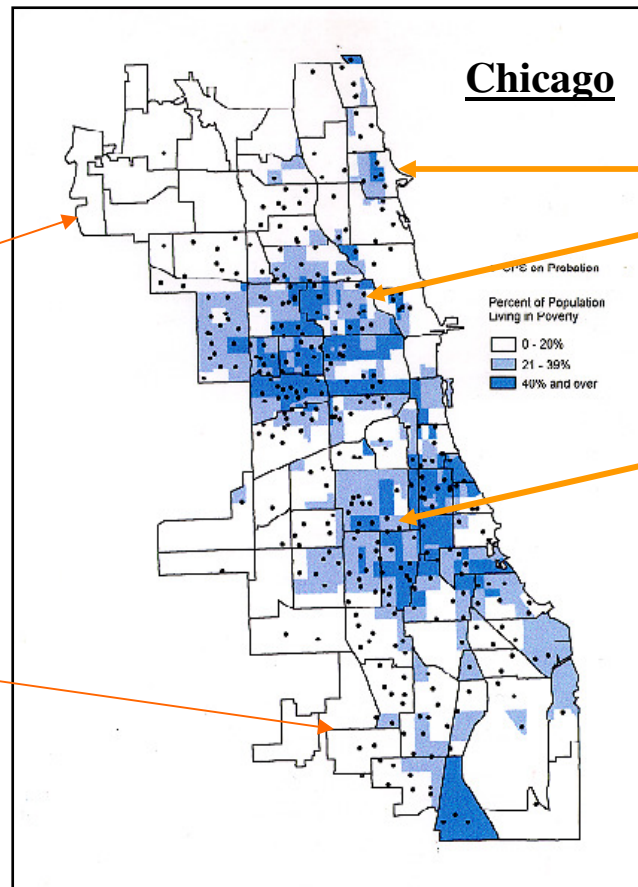 Chicago
on Probation
Percent of Population
Living in Poverty
0 - 20%
21 - 39%
40% and over